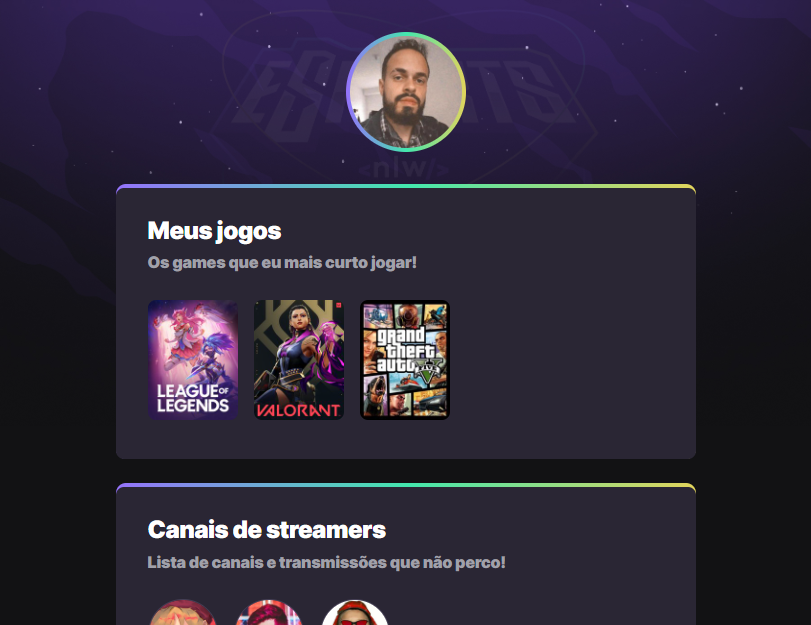 ESPORTS
<nlw/>
Meus jogos
Os games que eu mais curto jogar!
LEAGUE OF
LEGENDS
VALORANT
grand
theft
auto V
FIVE
Canais de streamers
Lista de canais e transmissões que não perco!